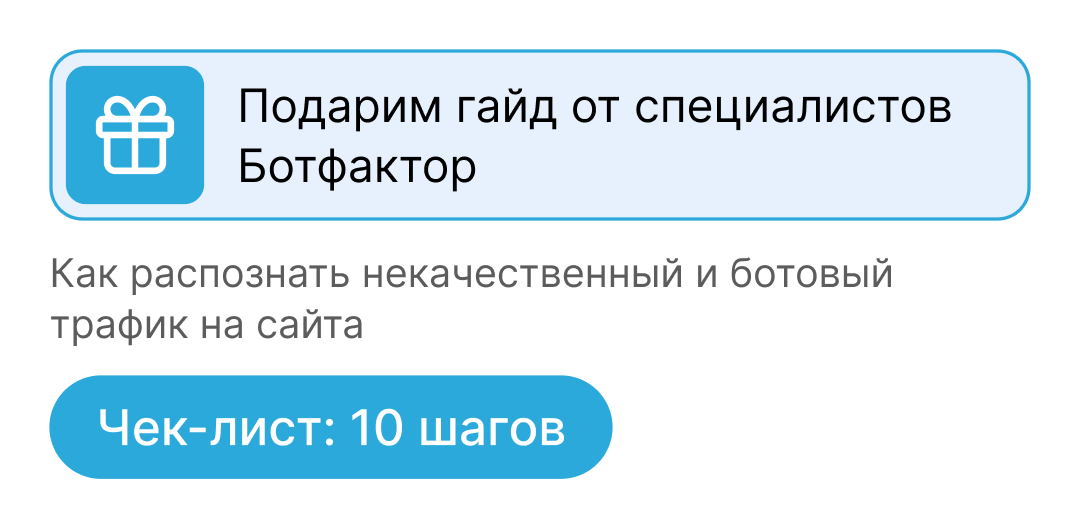 Подарим гайд от специалистов
Ботфактор
Как распознать некачественный и ботовый
трафик на сайта
Чек-лист: 10 шагов